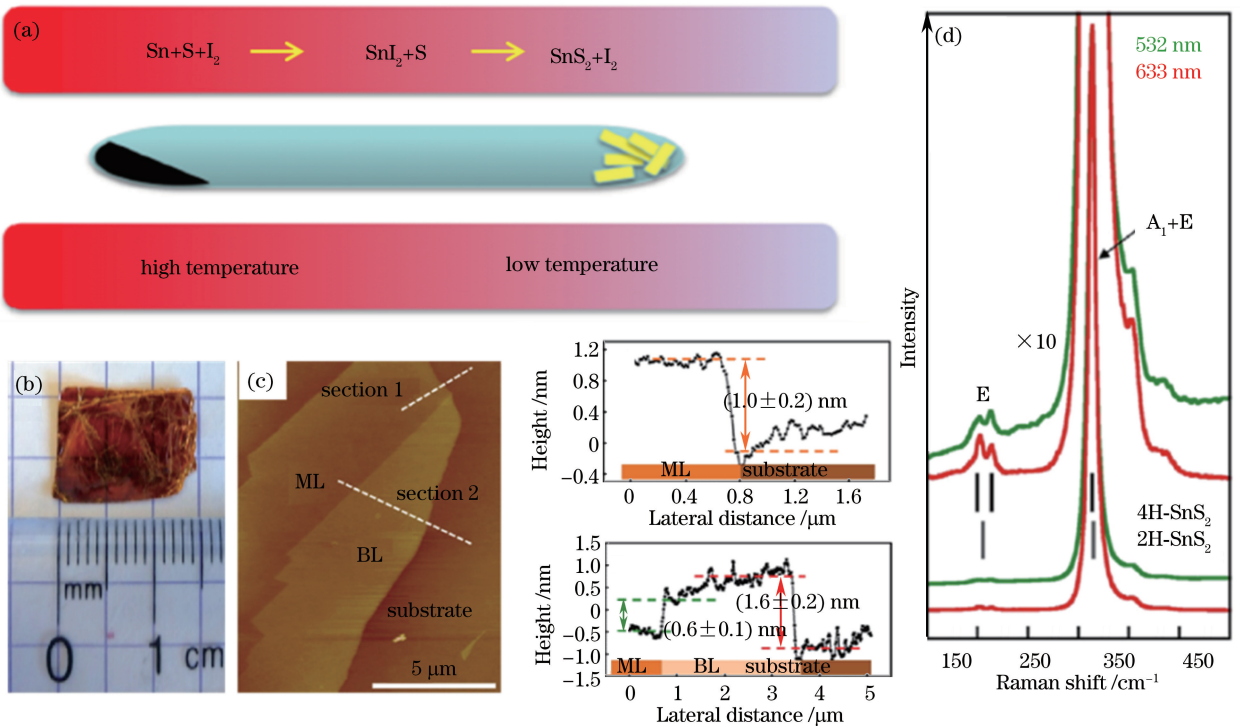 (a)
Sn+S+I₂
SnI₂+S
SnS₂+I₂
high temperature
low temperature
(b)
mm
0
1
cm
(c)
section 1
ML
section 2
BL
substrate
5 μm
Height /nm
1.2
0.8
0.4
0
−0.4
(1.0±0.2) nm
ML
substrate
0
0.4
0.8
1.2
1.6
Lateral distance /μm
Height /nm
1.5
1.0
0.5
0
−0.5
−1.0
−1.5
(1.6±0.2) nm
(0.6±0.1) nm
ML
BL
substrate
0
1
2
3
4
5
Lateral distance /μm
(d)
532 nm
633 nm
A₁+E
×10
E
4H-SnS₂
2H-SnS₂
Intensity
150
250
350
450
Raman shift /cm⁻¹